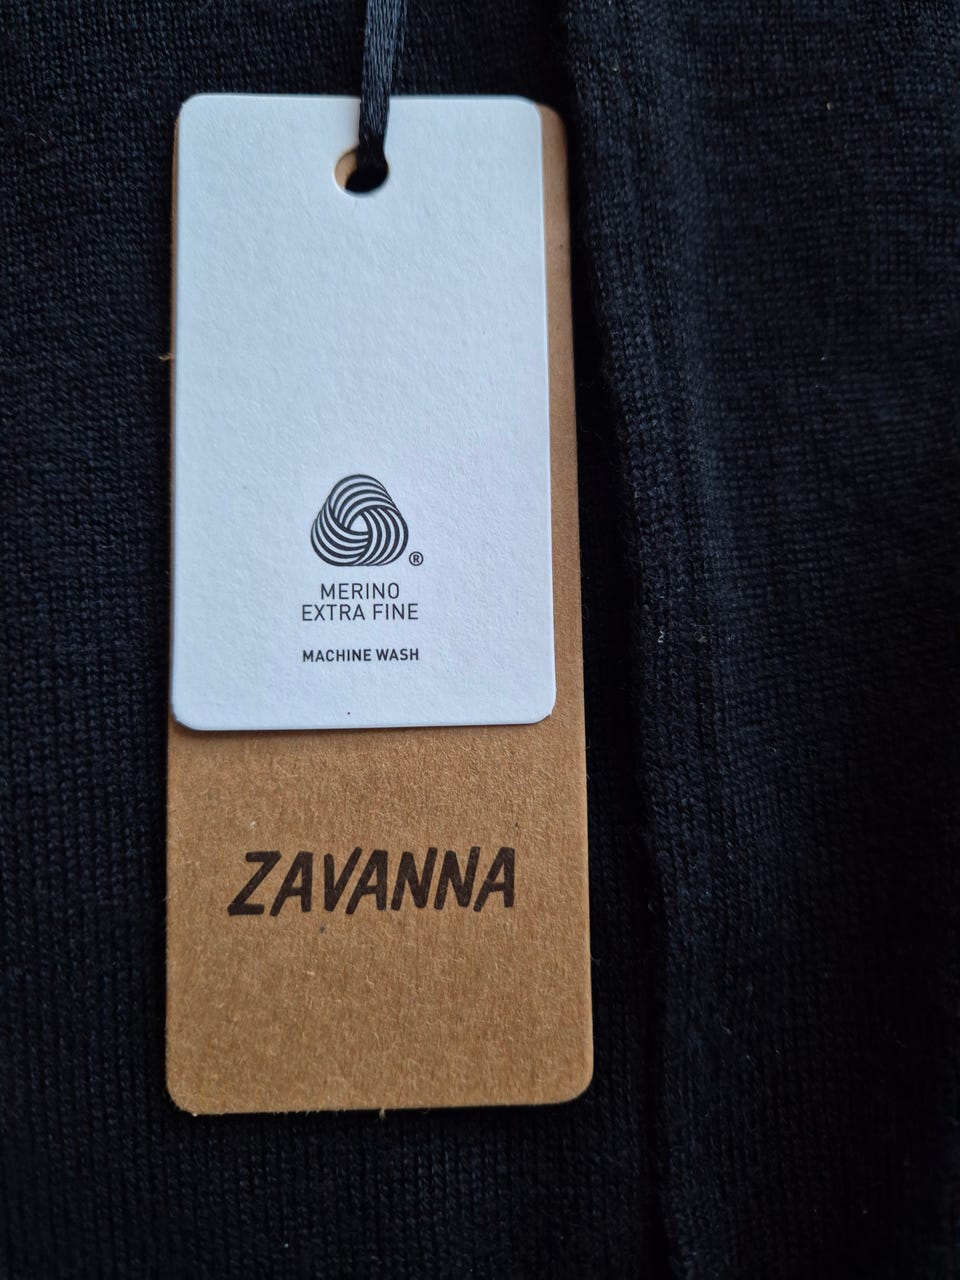 ®
MERINO
EXTRA FINE
MACHINE WASH
ZAVANNA